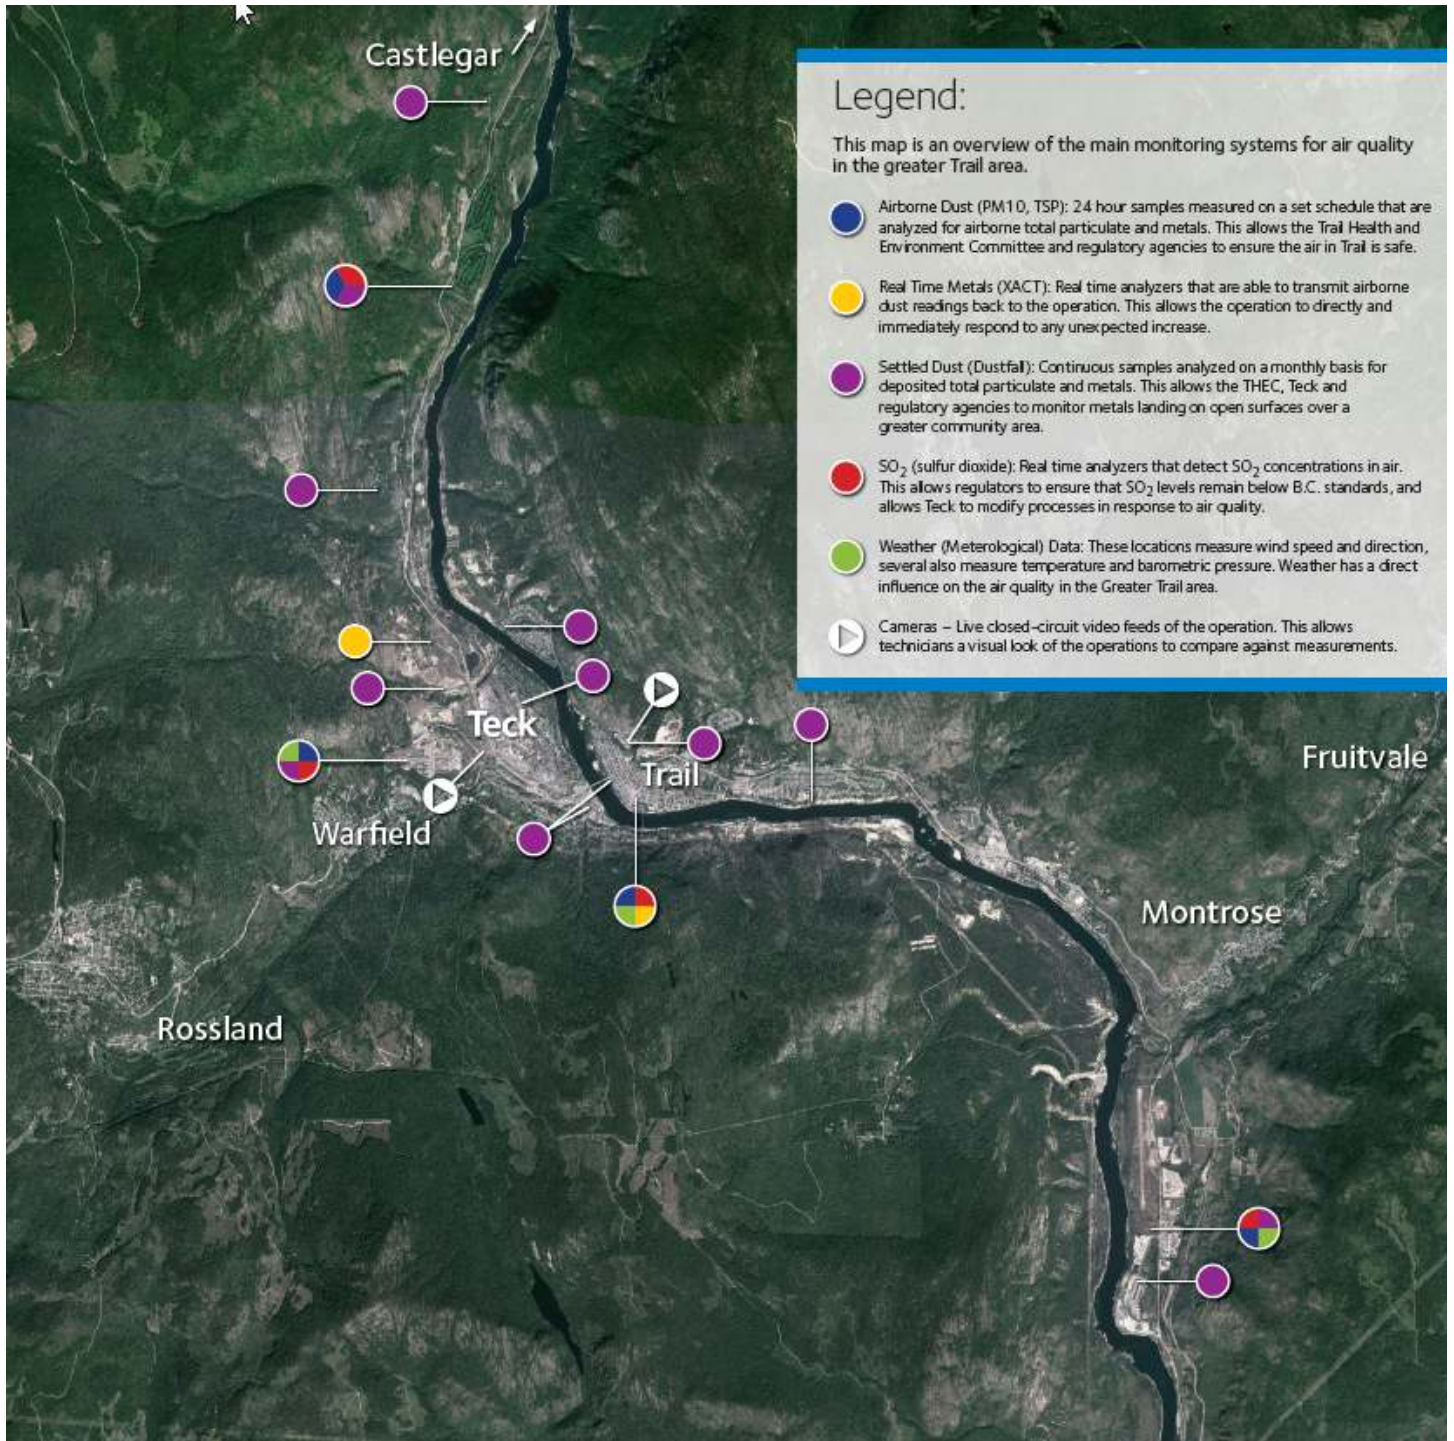 Castlegar
Legend:
This map is an overview of the main monitoring systems for air quality
in the greater Trail area.
Airborne Dust (PM10, TSP): 24 hour samples measured on a set schedule that are
analyzed for airborne total particulate and metals. This allows the Trail Health and
Environment Committee and regulatory agencies to ensure the air in Trail is safe.
Real Time Metals (XACT): Real time analyzers that are able to transmit airborne
dust readings back to the operation. This allows the operation to directly and
immediately respond to any unexpected increase.
Settled Dust (Dustfall): Continuous samples analyzed on a monthly basis for
deposited total particulate and metals. This allows the THEC, Teck and
regulatory agencies to monitor metals landing on open surfaces over a
greater community area.
SO2 (sulfur dioxide): Real time analyzers that detect SO2 concentrations in air.
This allows regulators to ensure that SO2 levels remain below B.C. standards, and
allows Teck to modify processes in response to air quality.
Weather (Meterological) Data: These locations measure wind speed and direction,
several also measure temperature and barometric pressure. Weather has a direct
influence on the air quality in the Greater Trail area.
Cameras – Live closed-circuit video feeds of the operation. This allows
technicians a visual look of the operations to compare against measurements.
Teck
Trail
Fruitvale
Warfield
Montrose
Rossland